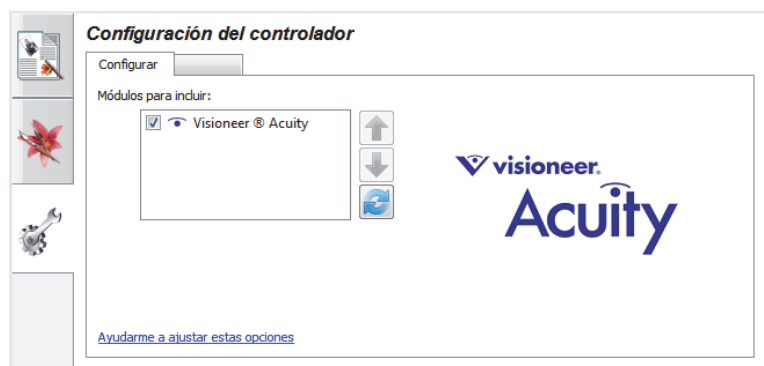 Configuración del controlador
Configurar
Módulos para incluir:
Visioneer ® Acuity
visioneer.
Acuity
Ayudarme a ajustar estas opciones